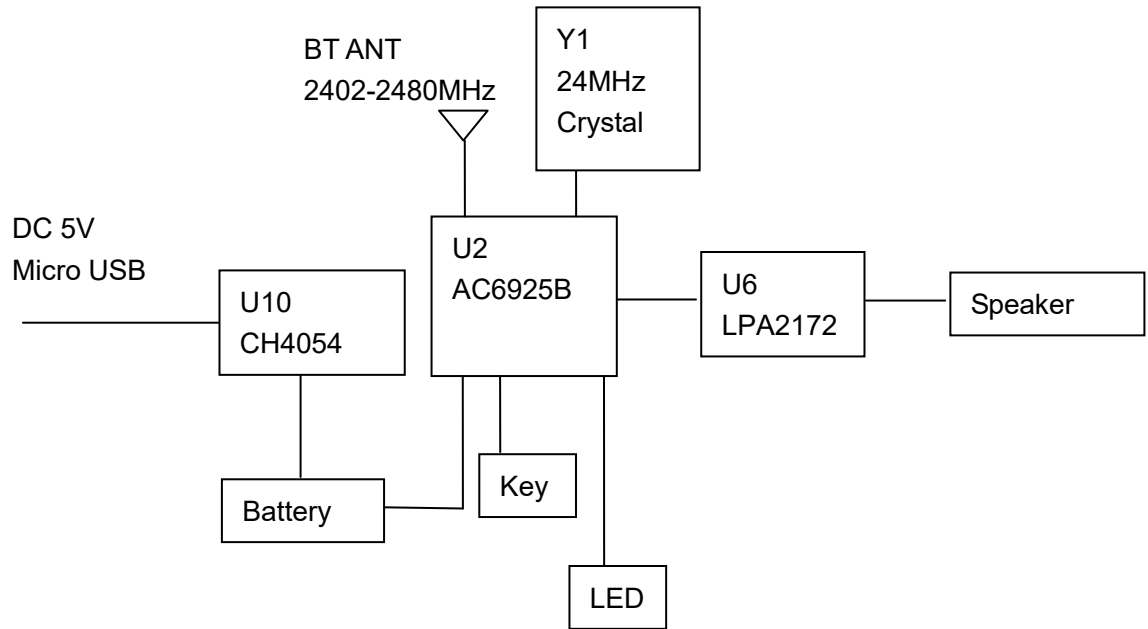 BT ANT
2402-2480MHz
Y1
24MHz
Crystal
DC 5V
Micro USB
U10
CH4054
U2
AC6925B
U6
LPA2172
Speaker
Battery
Key
LED